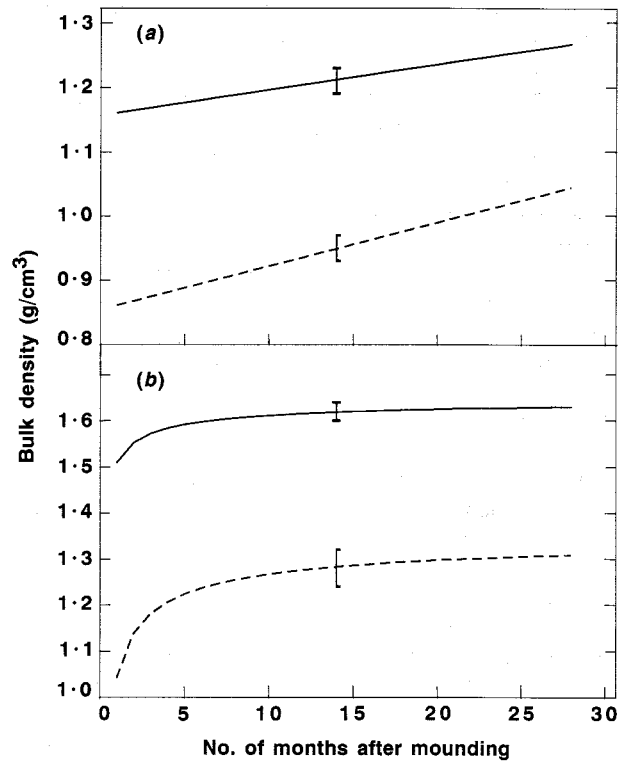 (a)
1·3
1·2
1·1
1·0
0·9
0·8
(b)
1·6
1·5
1·4
1·3
1·2
1·1
1·0
0 5 10 15 20 25 30
No. of months after mounding
Bulk density (g/cm³)